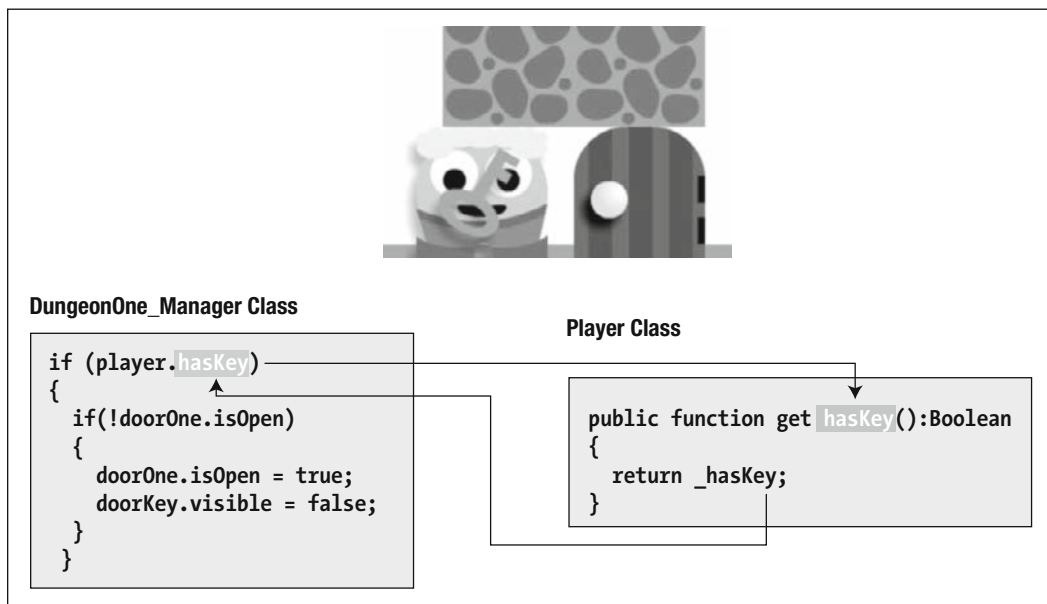 DungeonOne_Manager Class
if (player.hasKey)
{
if(!doorOne.isOpen)
{
doorOne.isOpen = true;
doorKey.visible = false;
}
}
Player Class
public function get hasKey():Boolean
{
return _hasKey;
}